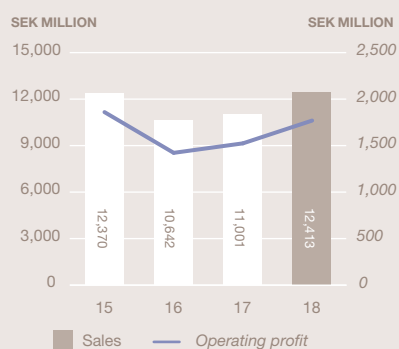 SEK MILLION SEK MILLION
15,000 2,500
12,000 2,000
9,000 1,500
6,000 1,000
3,000 500
0 0
12,370 10,642 11,001 12,413
15 16 17 18
Sales Operating profit